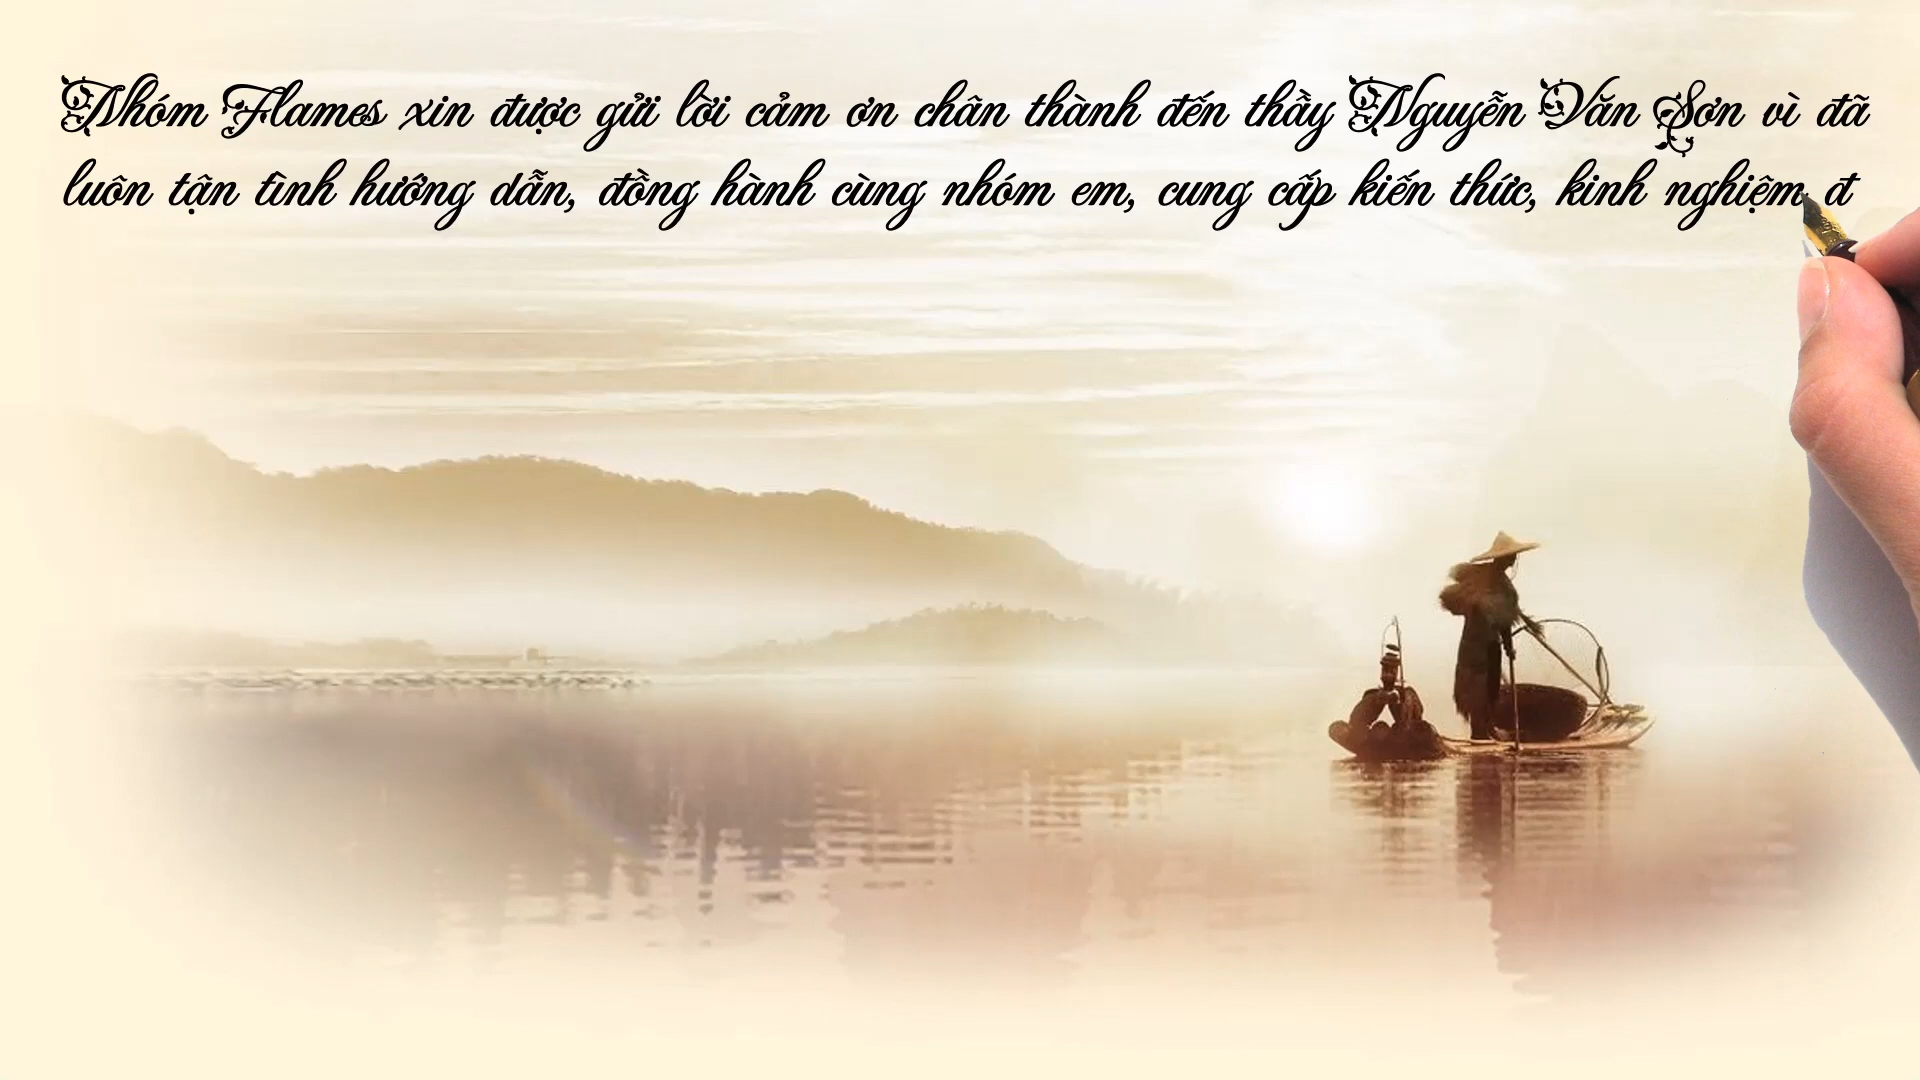 Nhóm Flames xin được gửi lời cảm ơn chân thành đến thầy Nguyễn Văn Sơn vì đã
luôn tận tình hướng dẫn, đồng hành cùng nhóm em, cung cấp kiến thức, kinh nghiệm đ